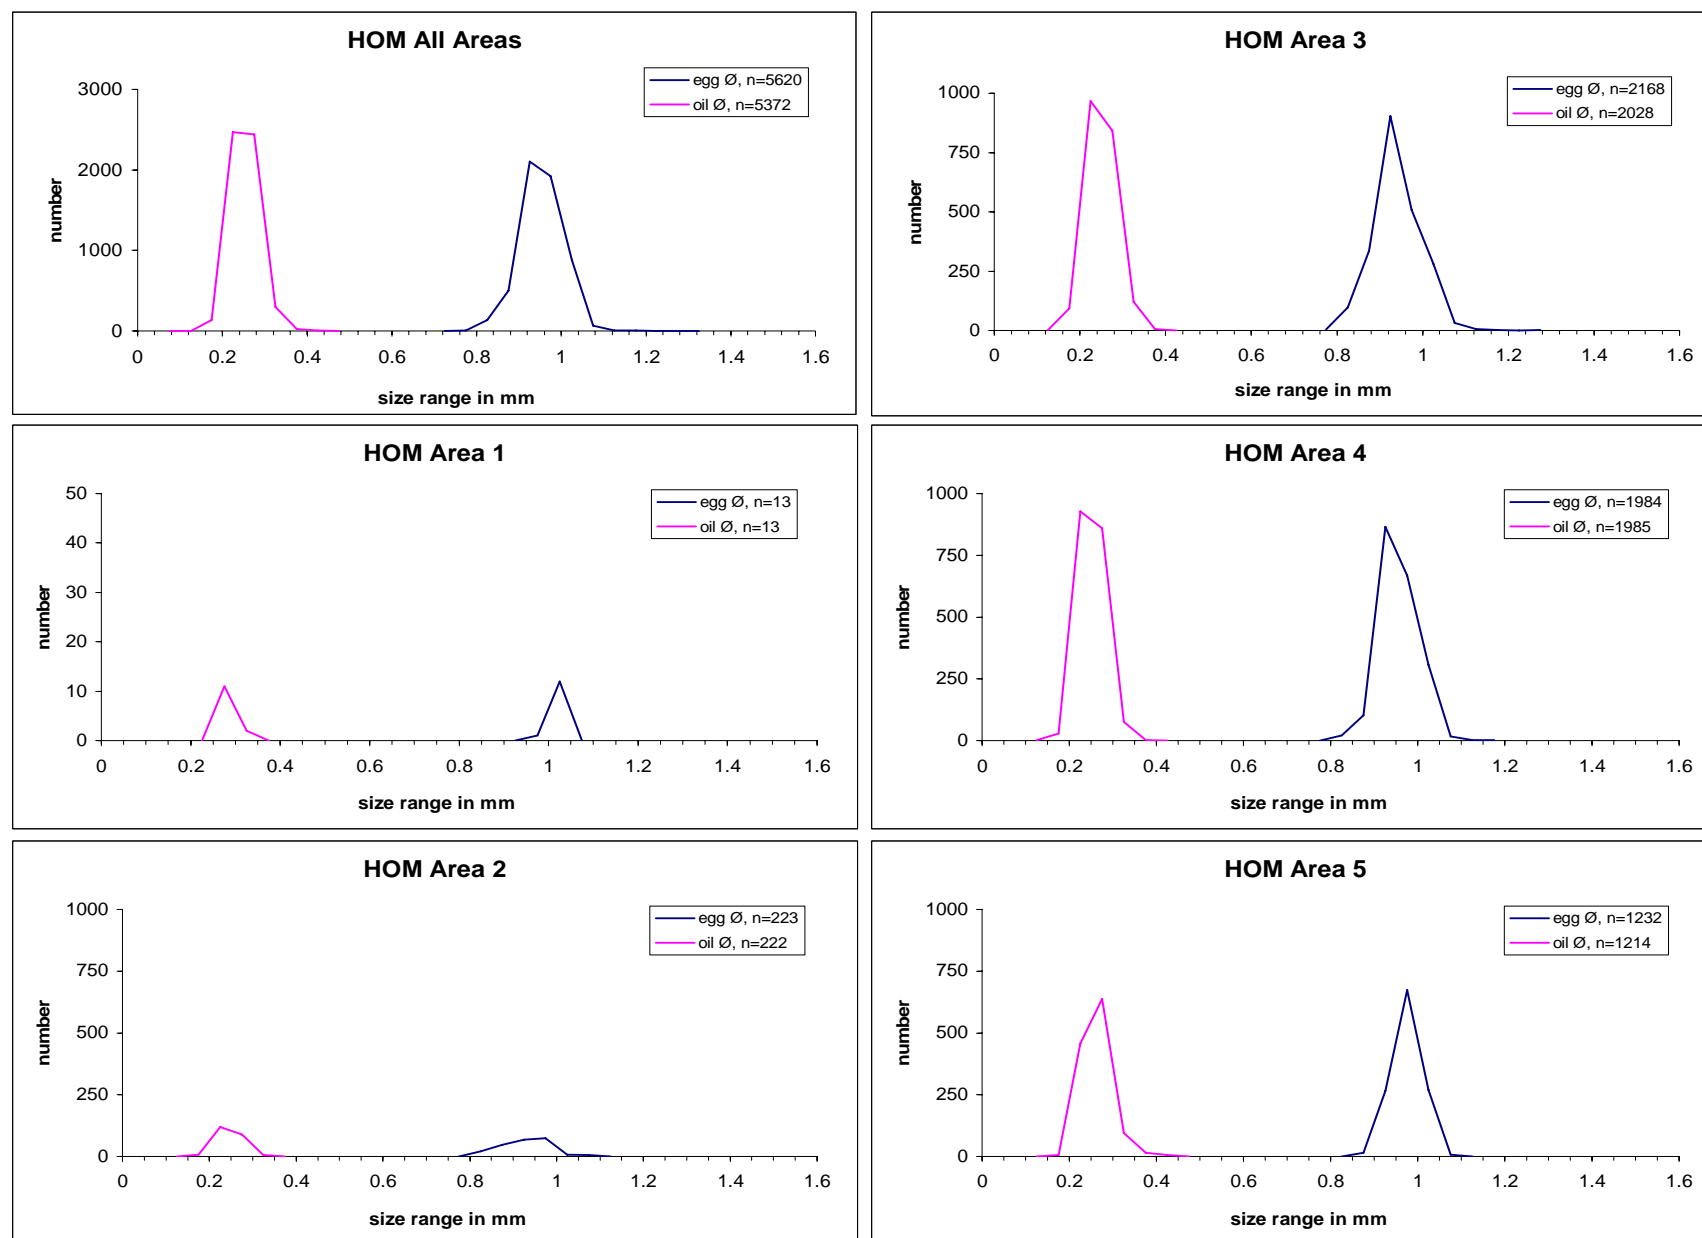 HOM All Areas
egg Ø, n=5620
oil Ø, n=5372
3000
2000
1000
0
number
0 0.2 0.4 0.6 0.8 1 1.2 1.4 1.6
size range in mm
HOM Area 3
egg Ø, n=2168
oil Ø, n=2028
1000
750
500
250
0
number
0 0.2 0.4 0.6 0.8 1 1.2 1.4 1.6
size range in mm
HOM Area 1
egg Ø, n=13
oil Ø, n=13
50
40
30
20
10
0
number
0 0.2 0.4 0.6 0.8 1 1.2 1.4 1.6
size range in mm
HOM Area 4
egg Ø, n=1984
oil Ø, n=1985
1000
750
500
250
0
number
0 0.2 0.4 0.6 0.8 1 1.2 1.4 1.6
size range in mm
HOM Area 2
egg Ø, n=223
oil Ø, n=222
1000
750
500
250
0
number
0 0.2 0.4 0.6 0.8 1 1.2 1.4 1.6
size range in mm
HOM Area 5
egg Ø, n=1232
oil Ø, n=1214
1000
750
500
250
0
number
0 0.2 0.4 0.6 0.8 1 1.2 1.4 1.6
size range in mm